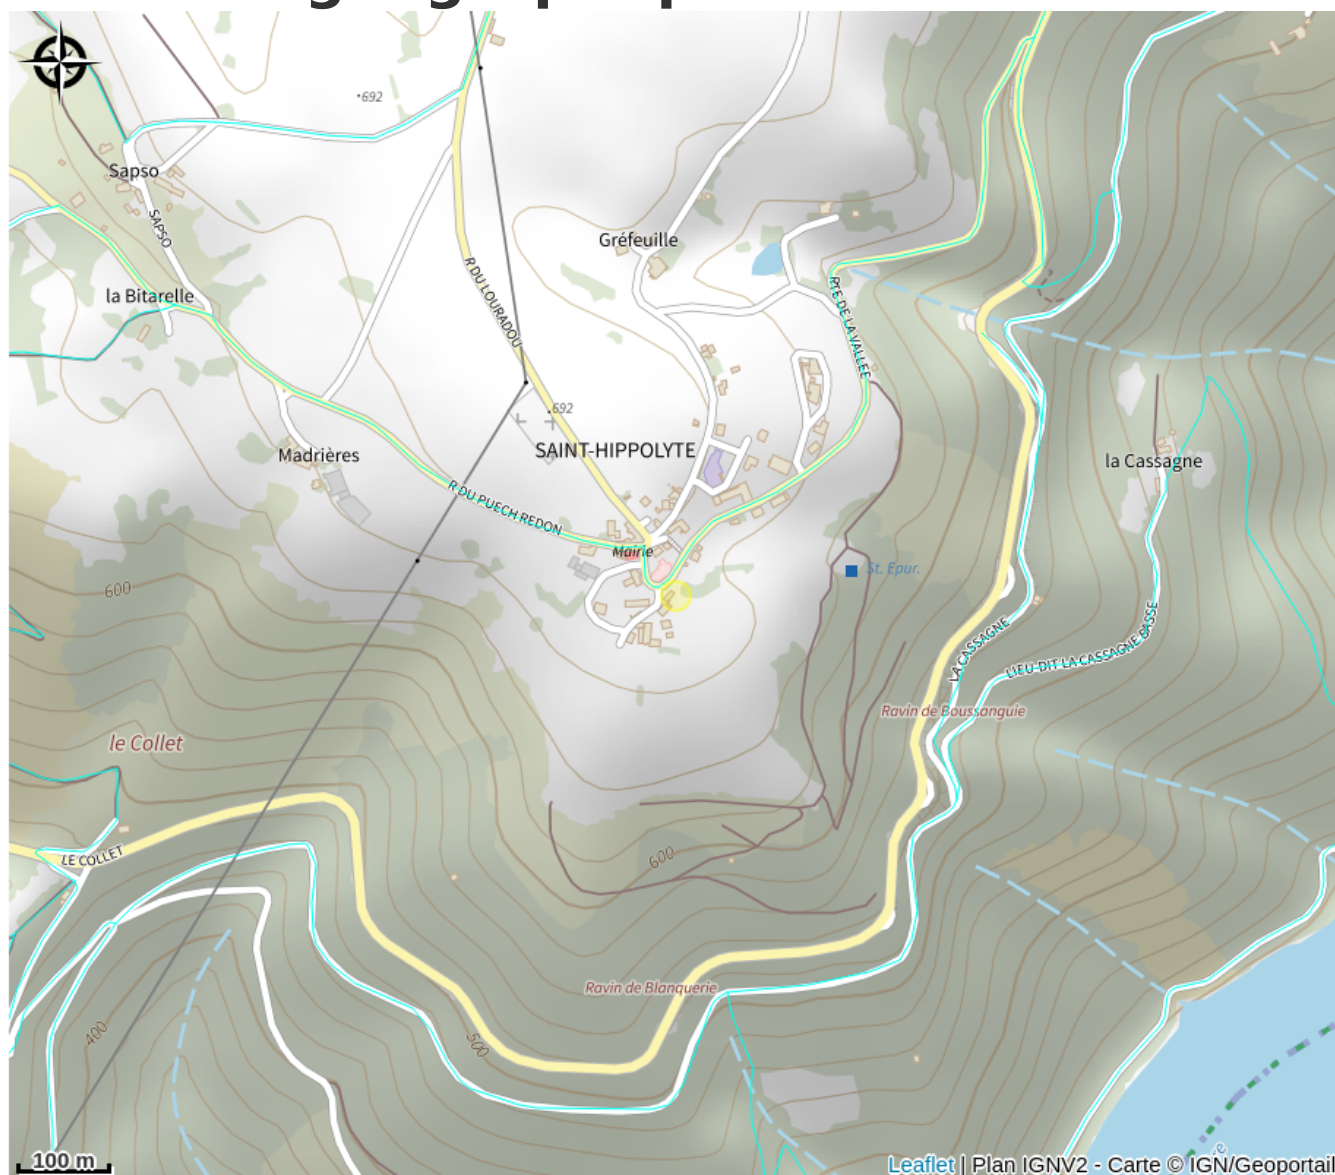 692
Sapso
SAPSO
Gréfeuille
la Bitarelle
R DU LOURADOU
RTE DE LA VALLEE
692
SAINT-HIPPOLYTE
Madrières
la Cassagne
R DU PUECH REDON
Mairie
St. Epur.
600
LA CASSAGNE
LIEU-DIT LA CASSAGNE BASSE
Ravin de Boussanguie
le Collet
LE COLLET
600
Ravin de Blanquerie
400
500
100 m
Leaflet | Plan IGNV2 - Carte © IGN/Geoportail